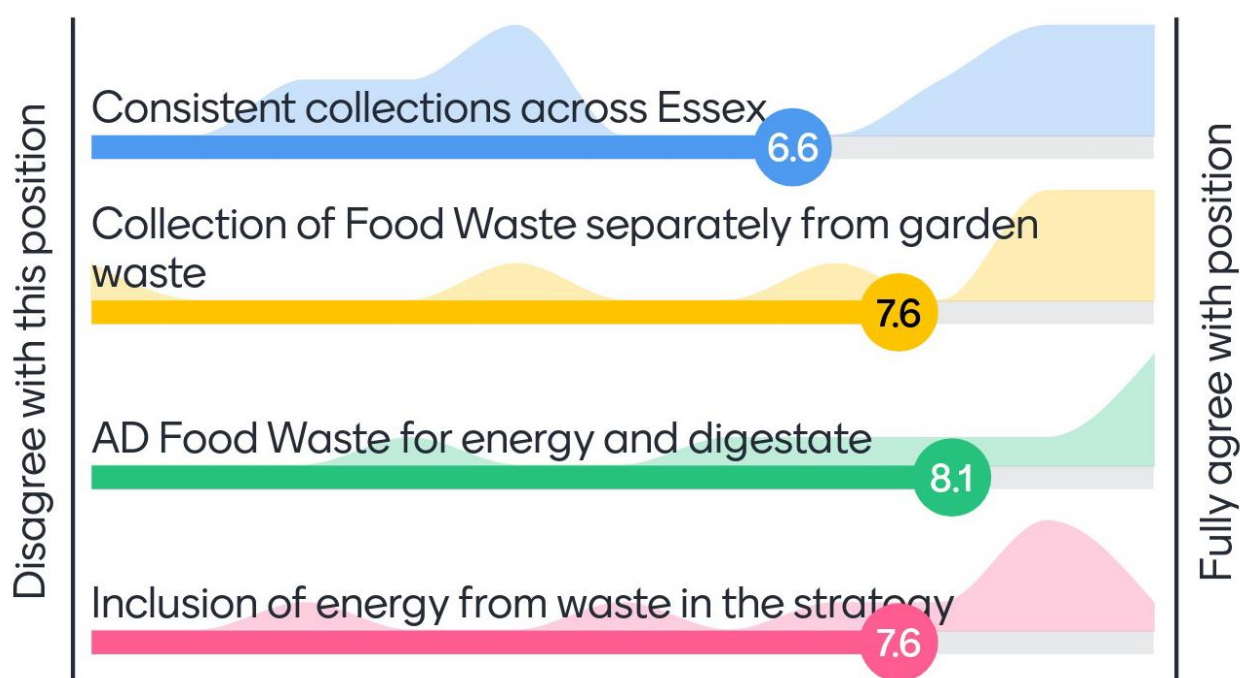 Disagree with this position
Consistent collections across Essex
6.6
Collection of Food Waste separately from garden
waste
7.6
AD Food Waste for energy and digestate
8.1
Inclusion of energy from waste in the strategy
7.6
Fully agree with position